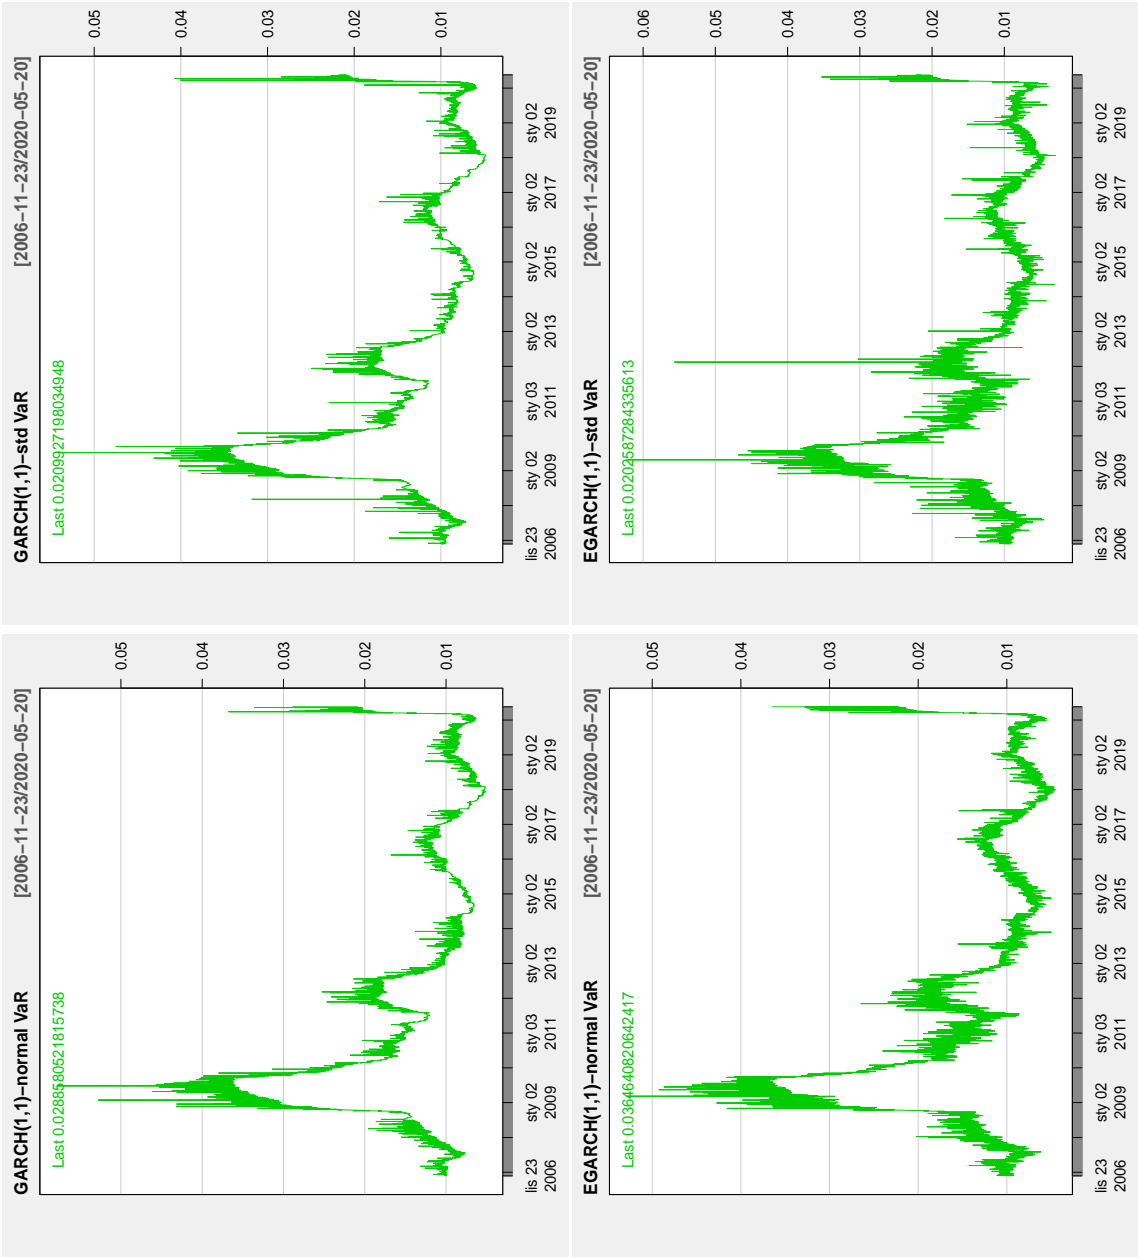 GARCH(1,1)−normal VaR
[2006−11−23/2020−05−20]
Last 0.0288580521815738
0.05
0.04
0.03
0.02
0.01
lis 23
2006
sty 02
2009
sty 03
2011
sty 02
2013
sty 02
2015
sty 02
2017
sty 02
2019
GARCH(1,1)−std VaR
[2006−11−23/2020−05−20]
Last 0.0209927198034948
0.05
0.04
0.03
0.02
0.01
lis 23
2006
sty 02
2009
sty 03
2011
sty 02
2013
sty 02
2015
sty 02
2017
sty 02
2019
EGARCH(1,1)−normal VaR
[2006−11−23/2020−05−20]
Last 0.0364640820642417
0.05
0.04
0.03
0.02
0.01
lis 23
2006
sty 02
2009
sty 03
2011
sty 02
2013
sty 02
2015
sty 02
2017
sty 02
2019
EGARCH(1,1)−std VaR
[2006−11−23/2020−05−20]
Last 0.0202587284335613
0.06
0.05
0.04
0.03
0.02
0.01
lis 23
2006
sty 02
2009
sty 03
2011
sty 02
2013
sty 02
2015
sty 02
2017
sty 02
2019